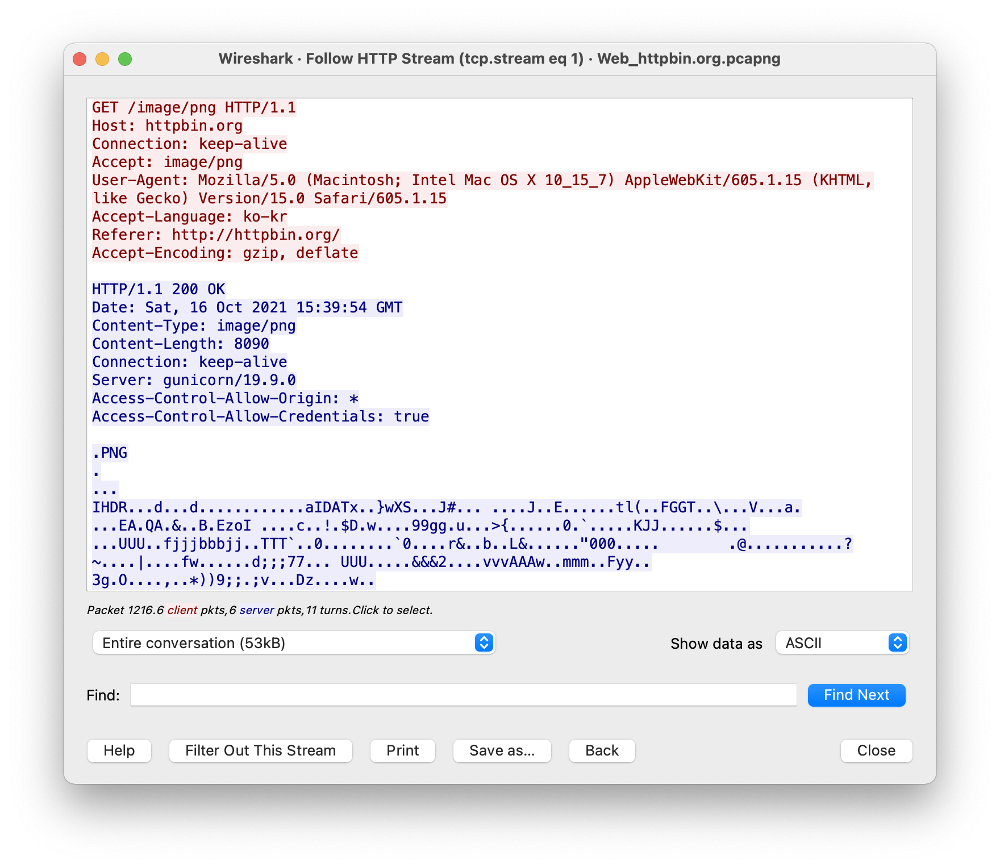 Wireshark · Follow HTTP Stream (tcp.stream eq 1) · Web_httpbin.org.pcapng
GET /image/png HTTP/1.1
Host: httpbin.org
Connection: keep-alive
Accept: image/png
User-Agent: Mozilla/5.0 (Macintosh; Intel Mac OS X 10_15_7) AppleWebKit/605.1.15 (KHTML,
like Gecko) Version/15.0 Safari/605.1.15
Accept-Language: ko-kr
Referer: http://httpbin.org/
Accept-Encoding: gzip, deflate
HTTP/1.1 200 OK
Date: Sat, 16 Oct 2021 15:39:54 GMT
Content-Type: image/png
Content-Length: 8090
Connection: keep-alive
Server: gunicorn/19.9.0
Access-Control-Allow-Origin: *
Access-Control-Allow-Credentials: true
.PNG
.
...
IHDR...d...d............aIDATx..}wXS...J#... ....J..E......tl(..FGGT..\...V...a.
...EA.QA.&..B.EzoI ....c..!.$D.w....99gg.u...>{......0.`.....KJJ......$...
...UUU..fjjjbbbjj..TTT`..0........`0....r&..b..L&......"000.....        .@...........?
~....|....fw......d;;;77... UUU.....&&&2....vvvAAAw..mmm..Fyy..
3g.O....,..*))9;;.;v...Dz....w..
Packet 1216.6 client pkts,6 server pkts,11 turns.Click to select.
Entire conversation (53kB)
Show data as ASCII
Find:
Find Next
Help
Filter Out This Stream
Print
Save as...
Back
Close